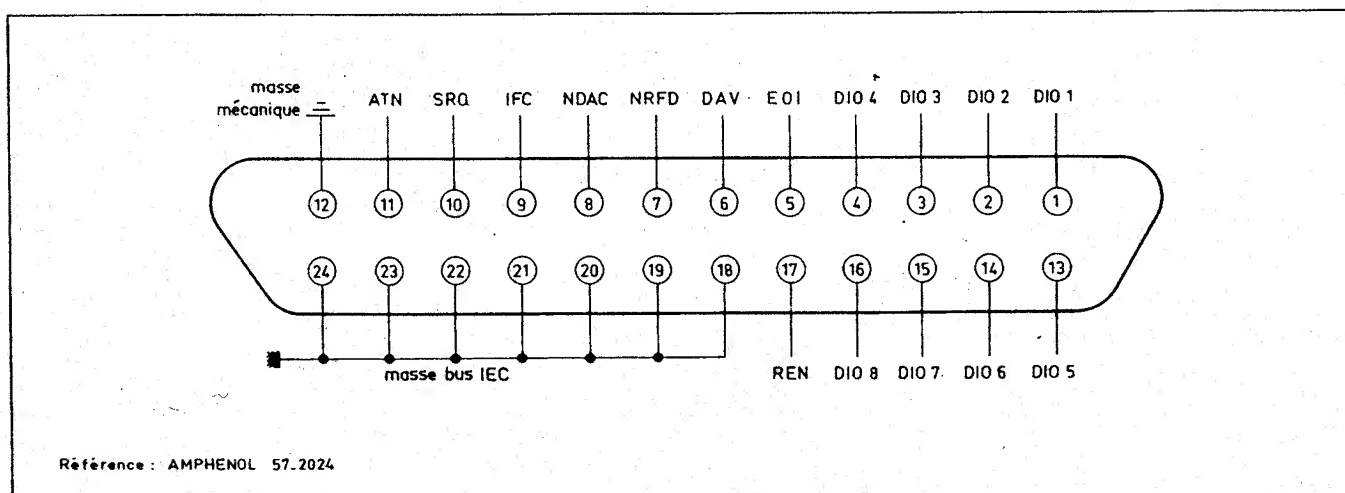 masse
mécanique
ATN SRQ IFC NDAC NRFD DAV EOI DIO 4 DIO 3 DIO 2 DIO 1
12 11 10 9 8 7 6 5 4 3 2 1
24 23 22 21 20 19 18 17 16 15 14 13
masse bus IEC
REN DIO 8 DIO 7 DIO 6 DIO 5
Référence : AMPHENOL 57_2024